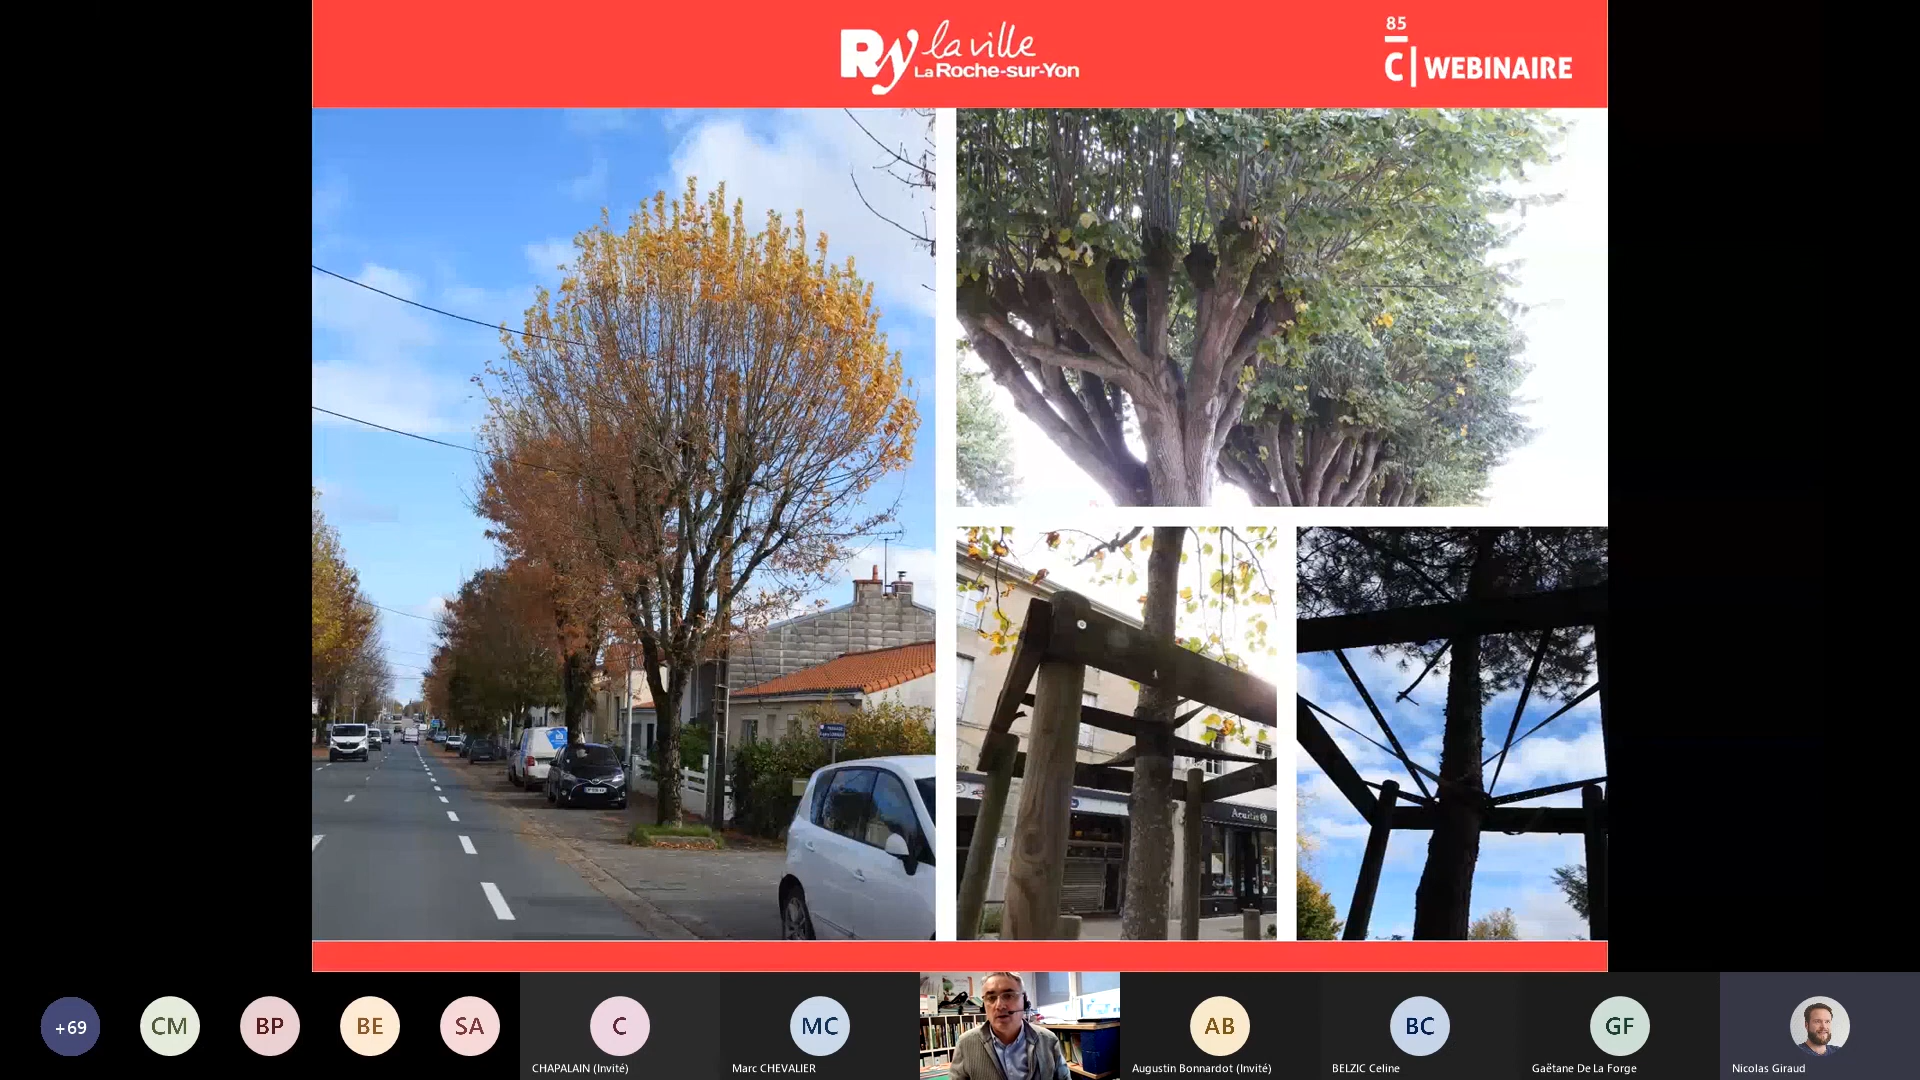 Ry la ville
La Roche-sur-Yon
85
C | WEBINAIRE
Acuitis
+69
CM
BP
BE
SA
C
MC
AB
BC
GF
CHAPALAIN (Invité)
Marc CHEVALIER
Augustin Bonnardot (Invité)
BELZIC Celine
Gaëtane De La Forge
Nicolas Giraud